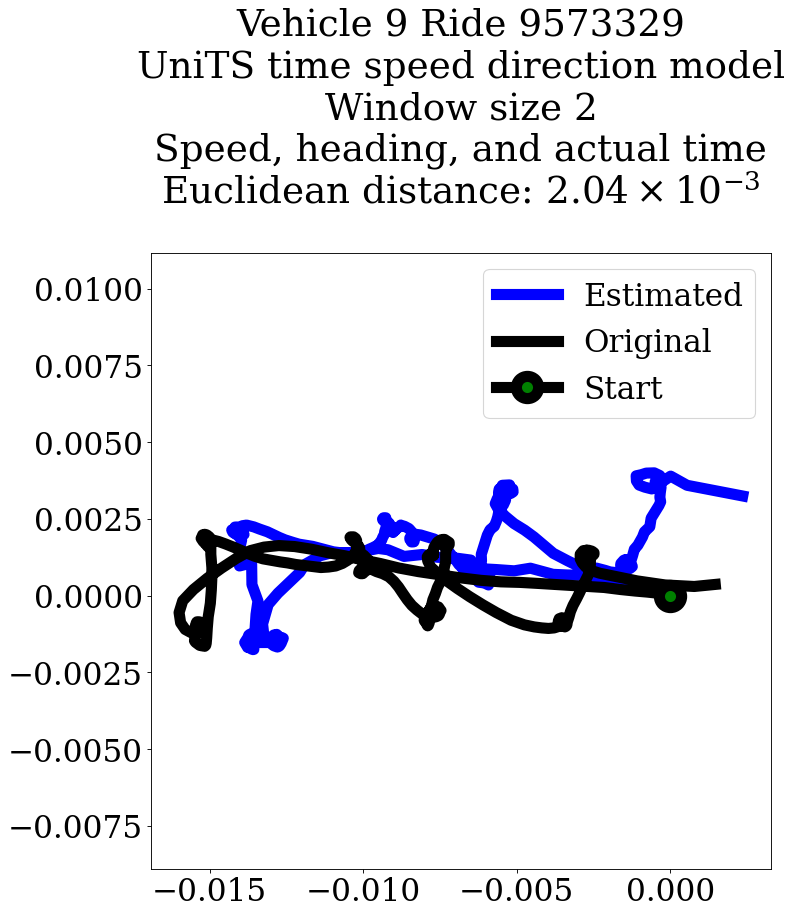 Vehicle 9 Ride 9573329
UniTS time speed direction model
Window size 2
Speed, heading, and actual time
Euclidean distance: 2.04 × 10⁻³
Estimated
Original
Start
0.0100
0.0075
0.0050
0.0025
0.0000
−0.0025
−0.0050
−0.0075
−0.015 −0.010 −0.005 0.000